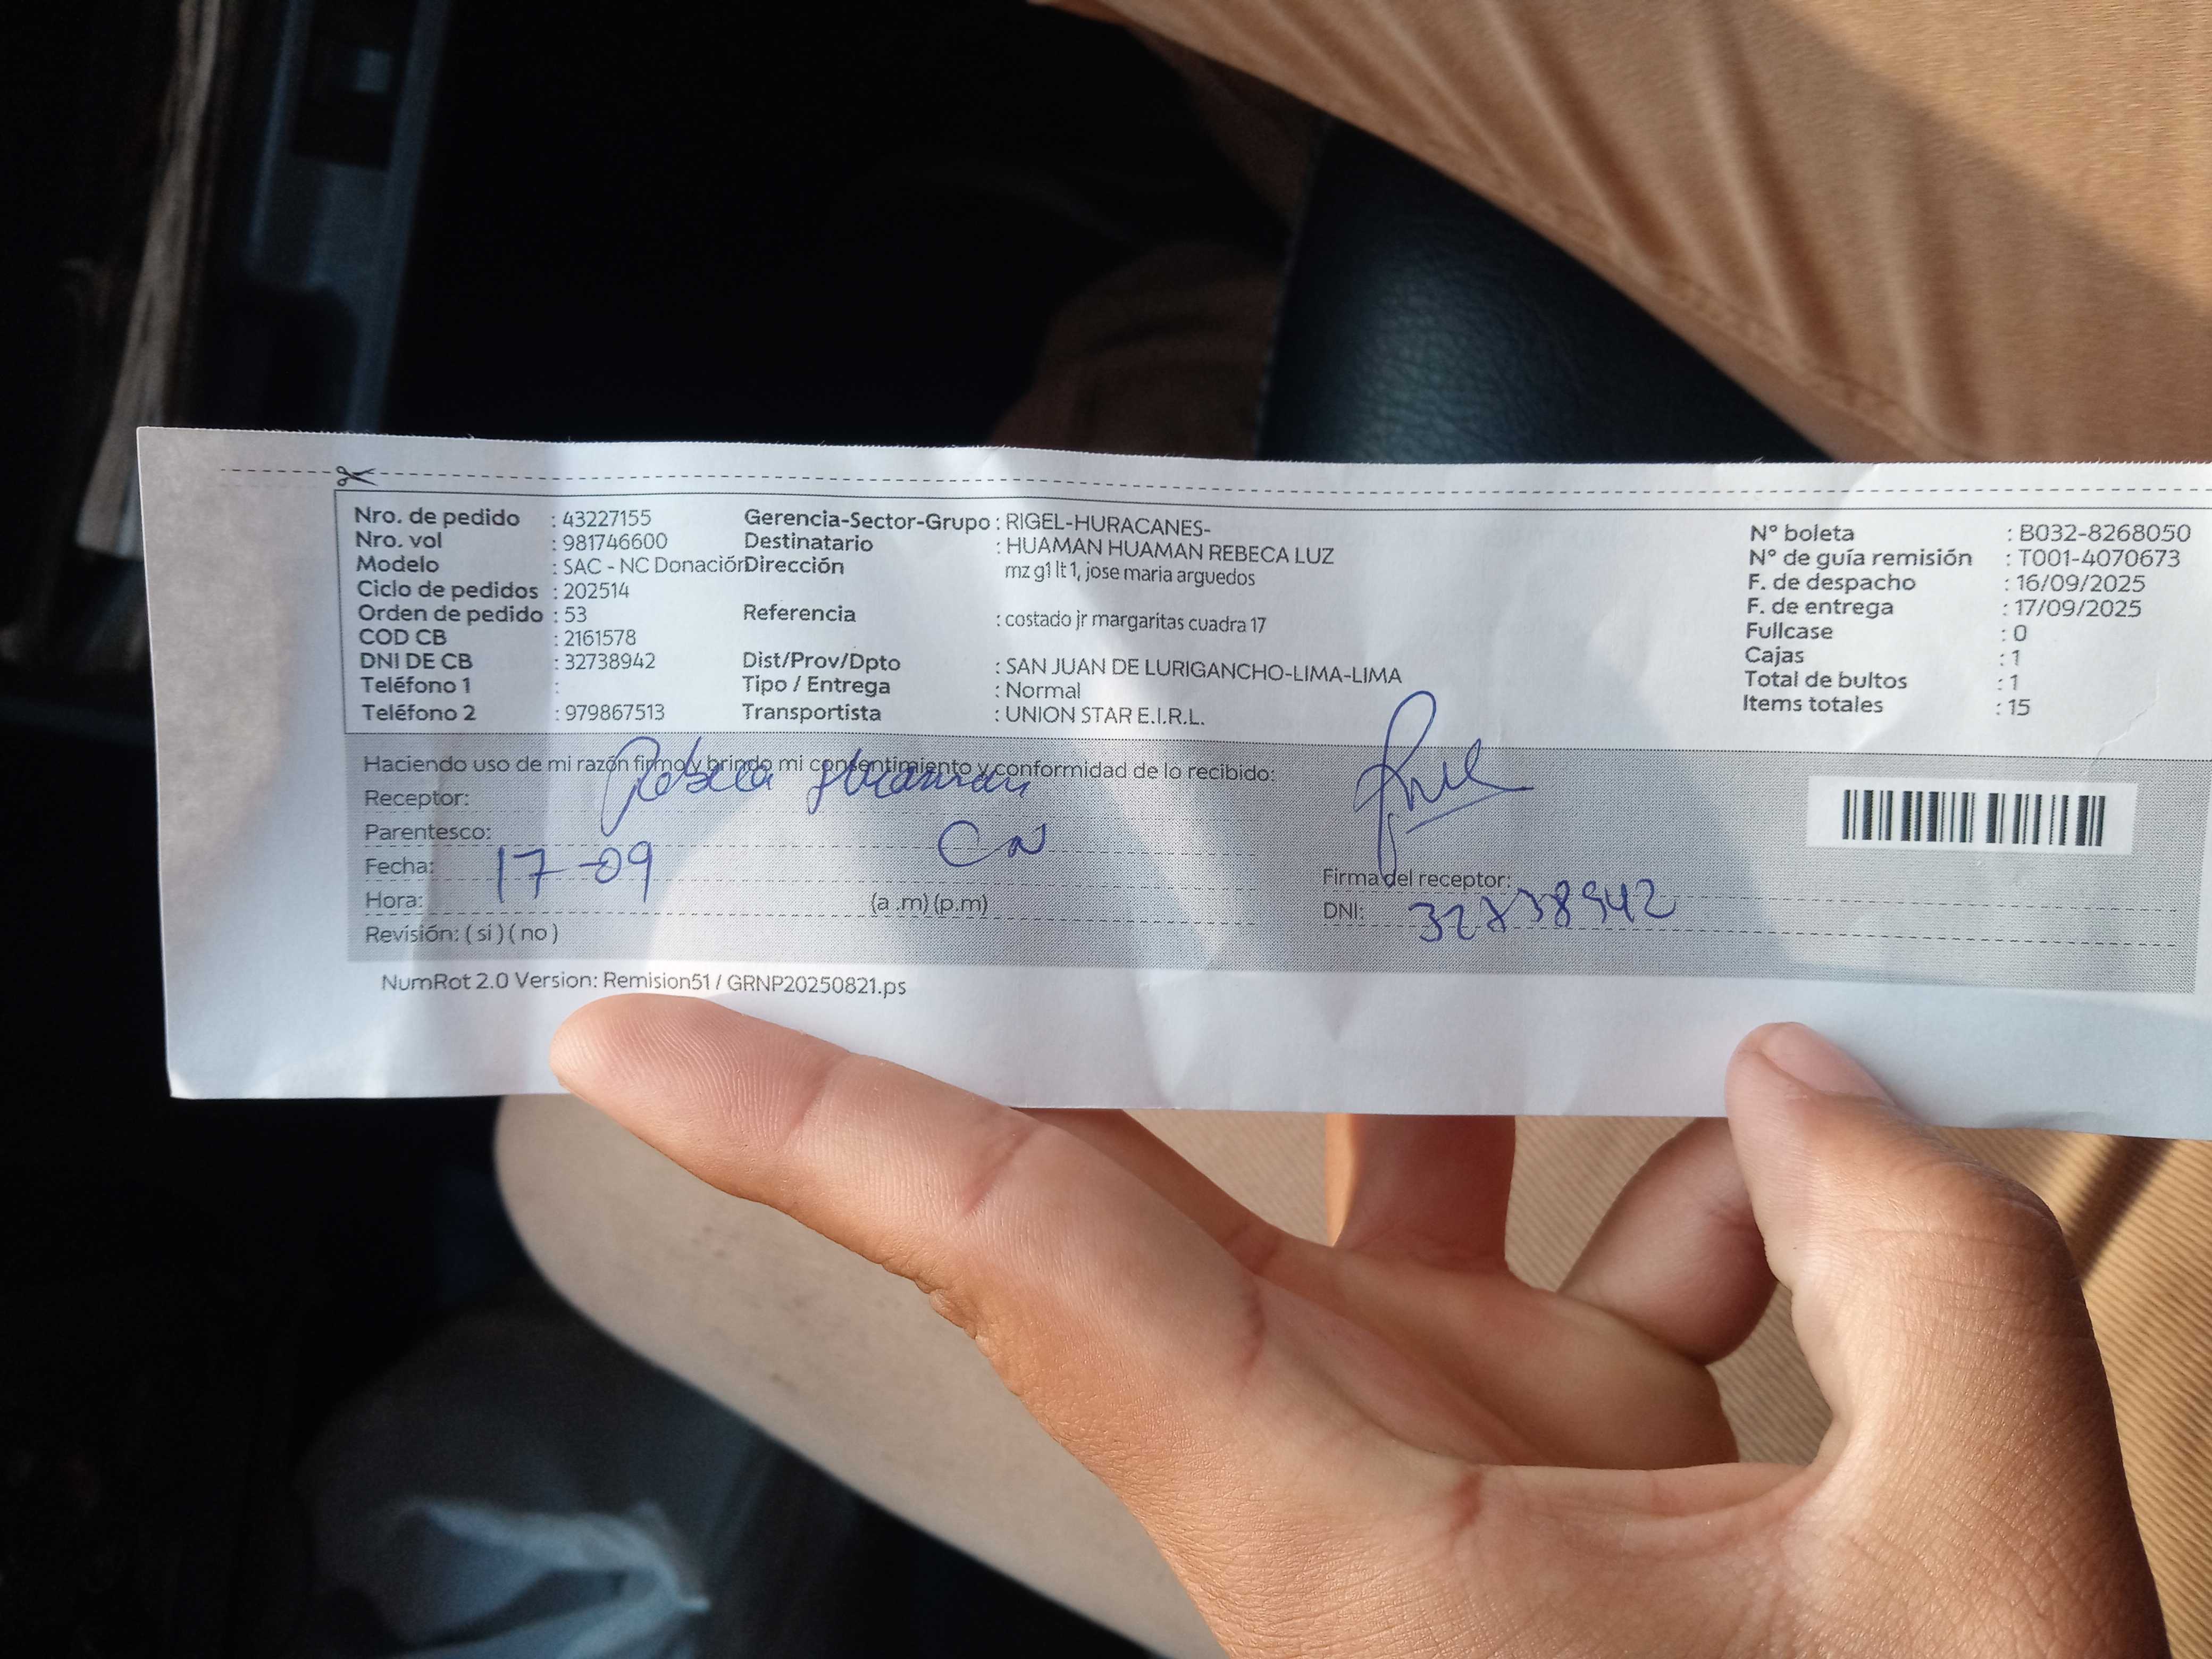 Nro. de pedido : 43227155 Gerencia-Sector-Grupo : RIGEL-HURACANES- N° boleta : B032-8268050
Nro. vol : 981746600 Destinatario : HUAMAN HUAMAN REBECA LUZ N° de guía remisión : T001-4070673
Modelo : SAC - NC Donación Dirección mz g1 lt 1, jose maria arguedos F. de despacho : 16/09/2025
Ciclo de pedidos : 202514 F. de entrega : 17/09/2025
Orden de pedido : 53 Referencia : costado jr margaritas cuadra 17 Fullcase : 0
COD CB : 2161578 Cajas : 1
DNI DE CB : 32738942 Dist/Prov/Dpto : SAN JUAN DE LURIGANCHO-LIMA-LIMA Total de bultos : 1
Teléfono 1 : Tipo / Entrega : Normal Items totales : 15
Teléfono 2 : 979867513 Transportista : UNION STAR E.I.R.L.
Haciendo uso de mi razón firmo y brindo mi consentimiento y conformidad de lo recibido:
Receptor: Rebeca Huaman
Parentesco:
Fecha: 17-09 Firma del receptor:
Hora: (a .m) (p.m) DNI: 32738942
Revisión: ( si ) ( no )
NumRot 2.0 Version: Remision51 / GRNP20250821.ps